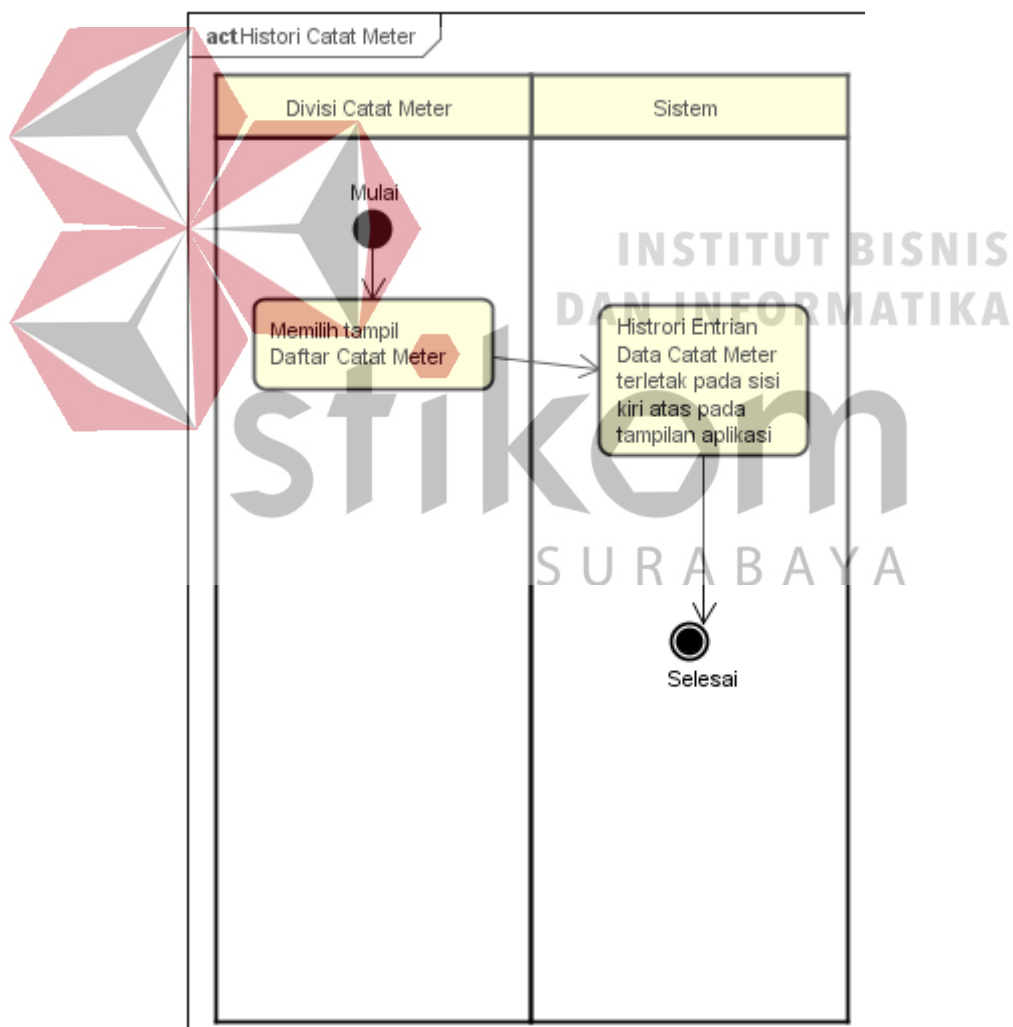 act Histori Catat Meter
Divisi Catat Meter
Sistem
Mulai
Memilih tampil
Daftar Catat Meter
Histrori Entrian
Data Catat Meter
terletak pada sisi
kiri atas pada
tampilan aplikasi
Selesai
INSTITUT BISNIS
DAN INFORMATIKA
stikom
SURABAYA